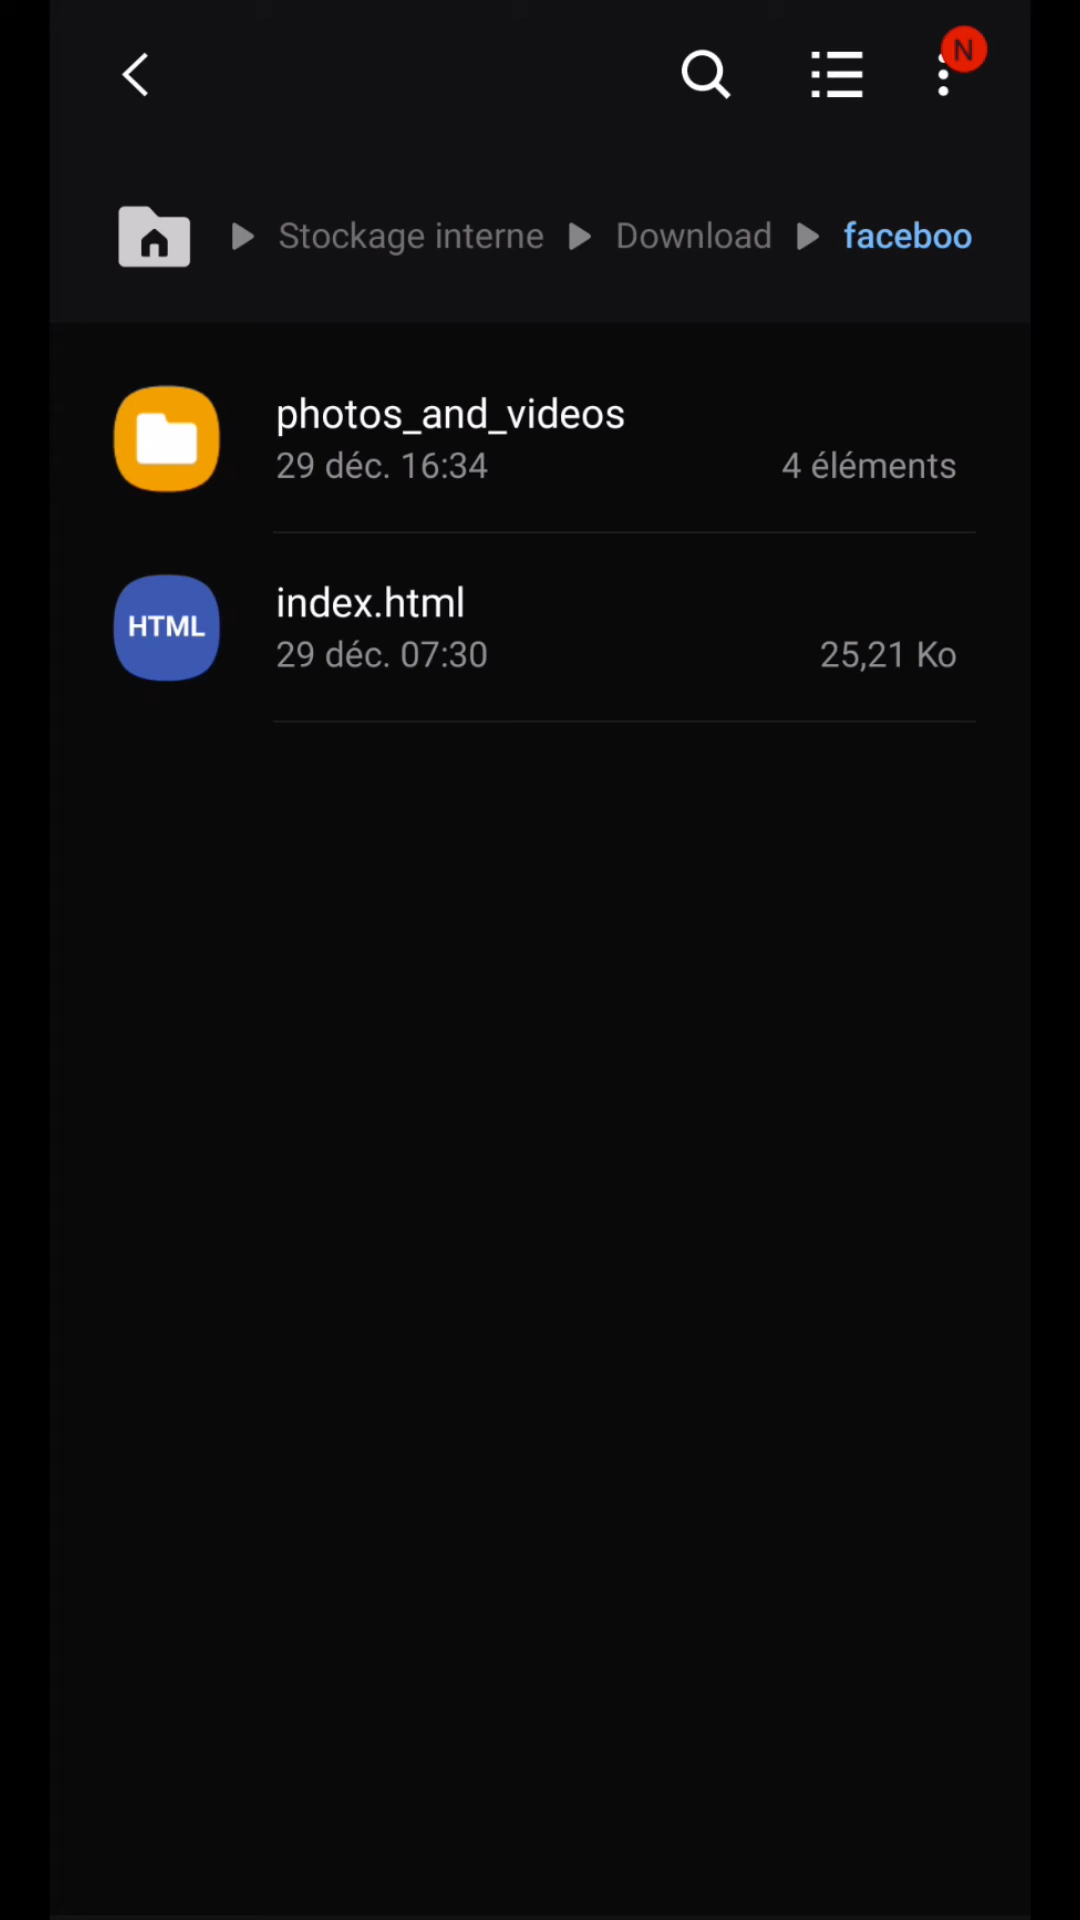 N
Stockage interne Download faceboo
photos_and_videos
29 déc. 16:34 4 éléments
HTML
index.html
29 déc. 07:30 25,21 Ko